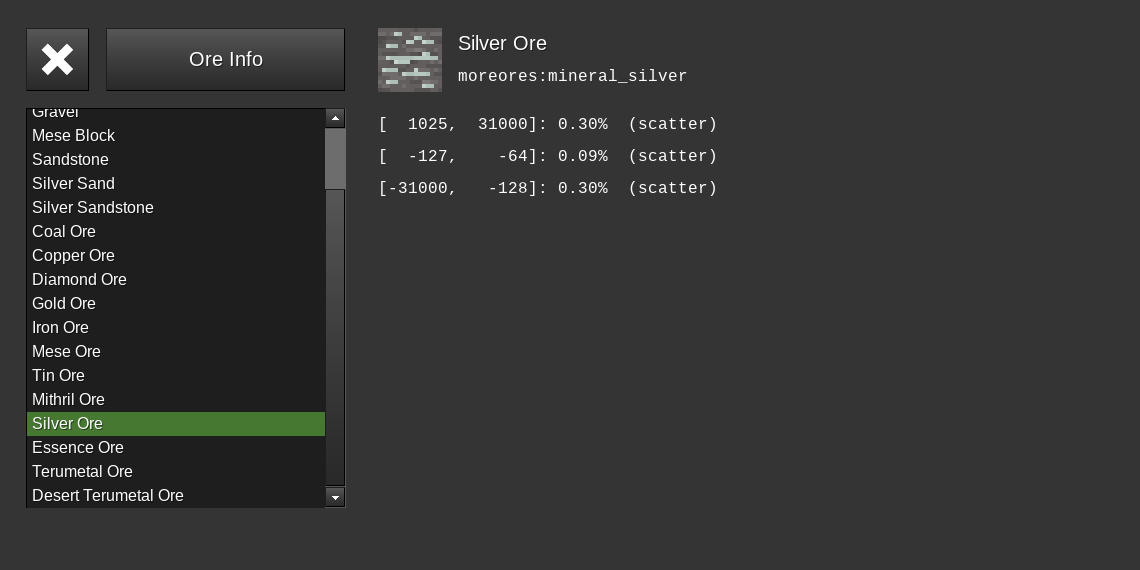 Ore Info
Silver Ore
moreores:mineral_silver
[  1025,  31000]: 0.30%  (scatter)
[  -127,    -64]: 0.09%  (scatter)
[-31000,   -128]: 0.30%  (scatter)
Gravel
Mese Block
Sandstone
Silver Sand
Silver Sandstone
Coal Ore
Copper Ore
Diamond Ore
Gold Ore
Iron Ore
Mese Ore
Tin Ore
Mithril Ore
Silver Ore
Essence Ore
Terumetal Ore
Desert Terumetal Ore